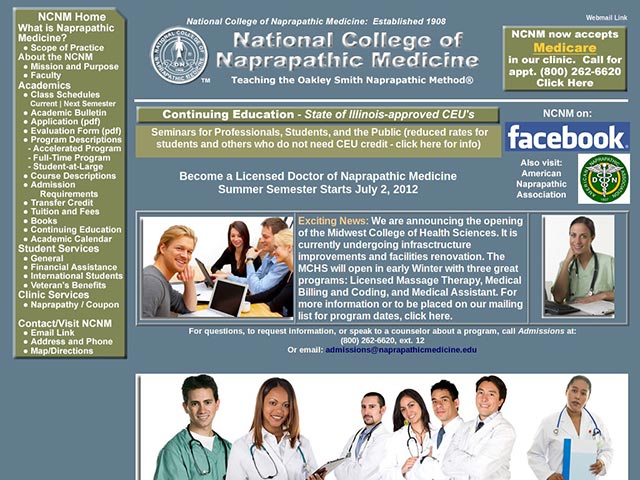 NCNM Home
What is Naprapathic
Medicine?
● Scope of Practice
About the NCNM
● Mission and Purpose
● Faculty
Academics
● Class Schedules
Current | Next Semester
● Academic Bulletin
● Application (pdf)
● Evaluation Form (pdf)
● Program Descriptions
- Accelerated Program
- Full-Time Program
- Student-at-Large
● Course Descriptions
● Admission
Requirements
● Transfer Credit
● Tuition and Fees
● Books
● Continuing Education
● Academic Calendar
Student Services
● General
● Financial Assistance
● International Students
● Veteran's Benefits
Clinic Services
● Naprapathy / Coupon
Contact/Visit NCNM
● Email Link
● Address and Phone
● Map/Directions
National College of Naprapathic Medicine: Established 1908
NATIONAL COLLEGE OF NAPRAPATHIC MEDICINE
TM
National College of
Naprapathic Medicine
Teaching the Oakley Smith Naprapathic Method®
Webmail Link
NCNM now accepts
Medicare
in our clinic. Call for
appt. (800) 262-6620
Click Here
Continuing Education - State of Illinois-approved CEU's
Seminars for Professionals, Students, and the Public (reduced rates for
students and others who do not need CEU credit - click here for info)
Become a Licensed Doctor of Naprapathic Medicine
Summer Semester Starts July 2, 2012
NCNM on:
facebook
Also visit:
American
Naprapathic
Association
AMERICAN NAPRAPATHIC ASSOCIATION
D N
Exciting News: We are announcing the opening
of the Midwest College of Health Sciences. It is
currently undergoing infrasctructure
improvements and facilities renovation. The
MCHS will open in early Winter with three great
programs: Licensed Massage Therapy, Medical
Billing and Coding, and Medical Assistant. For
more information or to be placed on our mailing
list for program dates, click here.
For questions, to request information, or speak to a counselor about a program, call Admissions at:
(800) 262-6620, ext. 12
Or email: admissions@naprapathicmedicine.edu